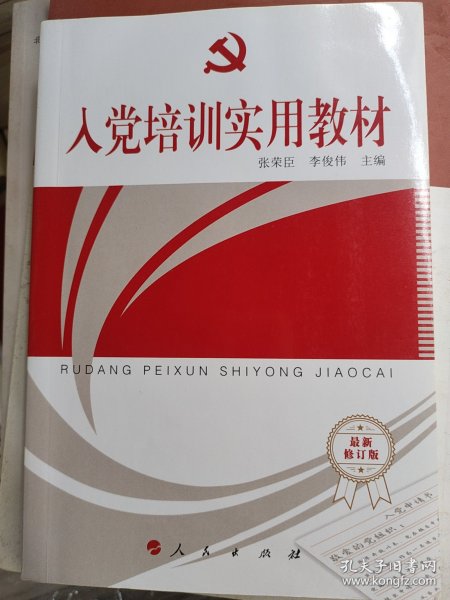 入党培训实用教材
张荣臣 李俊伟 主编
RUDANG PEIXUN SHIYONG JIAOCAI
最新
修订版
入党申请书
敬爱的党组织：
人民出版社
孔夫子旧书网
www.kongfz.com